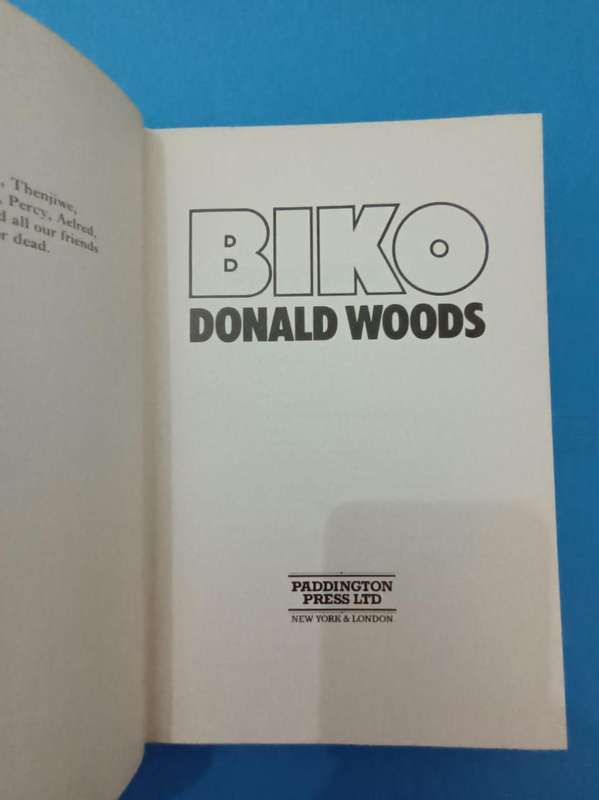 , Thenjiwe,
, Percy, Aelred,
d all our friends
r dead.
BIKO
DONALD WOODS
PADDINGTON
PRESS LTD
NEW YORK & LONDON